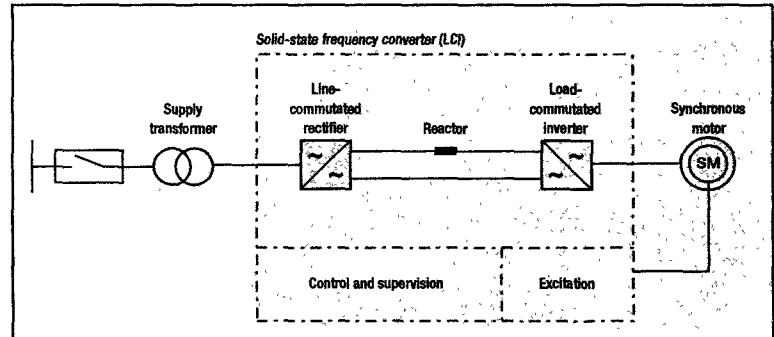 Solid-state frequency converter (LCI)
Line-
commutated
rectifier
Load-
commutated
inverter
Supply
transformer
Reactor
Synchronous
motor
SM
Control and supervision
Excitation